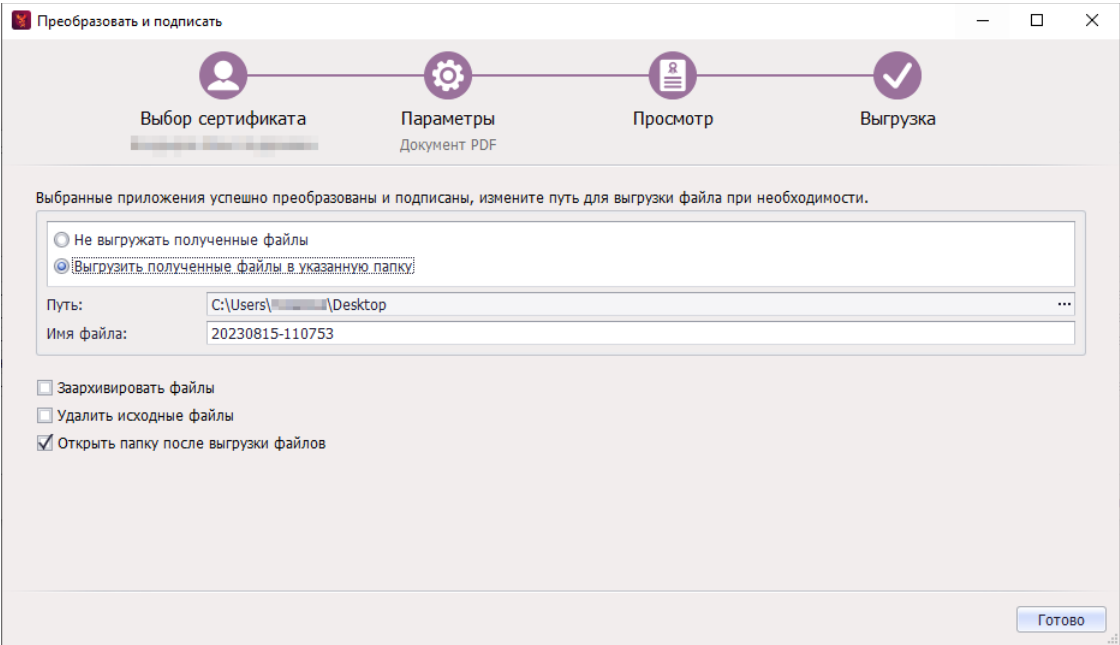 Преобразовать и подписать
Выбор сертификата
Параметры
Просмотр
Выгрузка
Документ PDF
Выбранные приложения успешно преобразованы и подписаны, измените путь для выгрузки файла при необходимости.
Не выгружать полученные файлы
Выгрузить полученные файлы в указанную папку
Путь: C:\Users\ \Desktop ...
Имя файла: 20230815-110753
Заархивировать файлы
Удалить исходные файлы
Открыть папку после выгрузки файлов
Готово